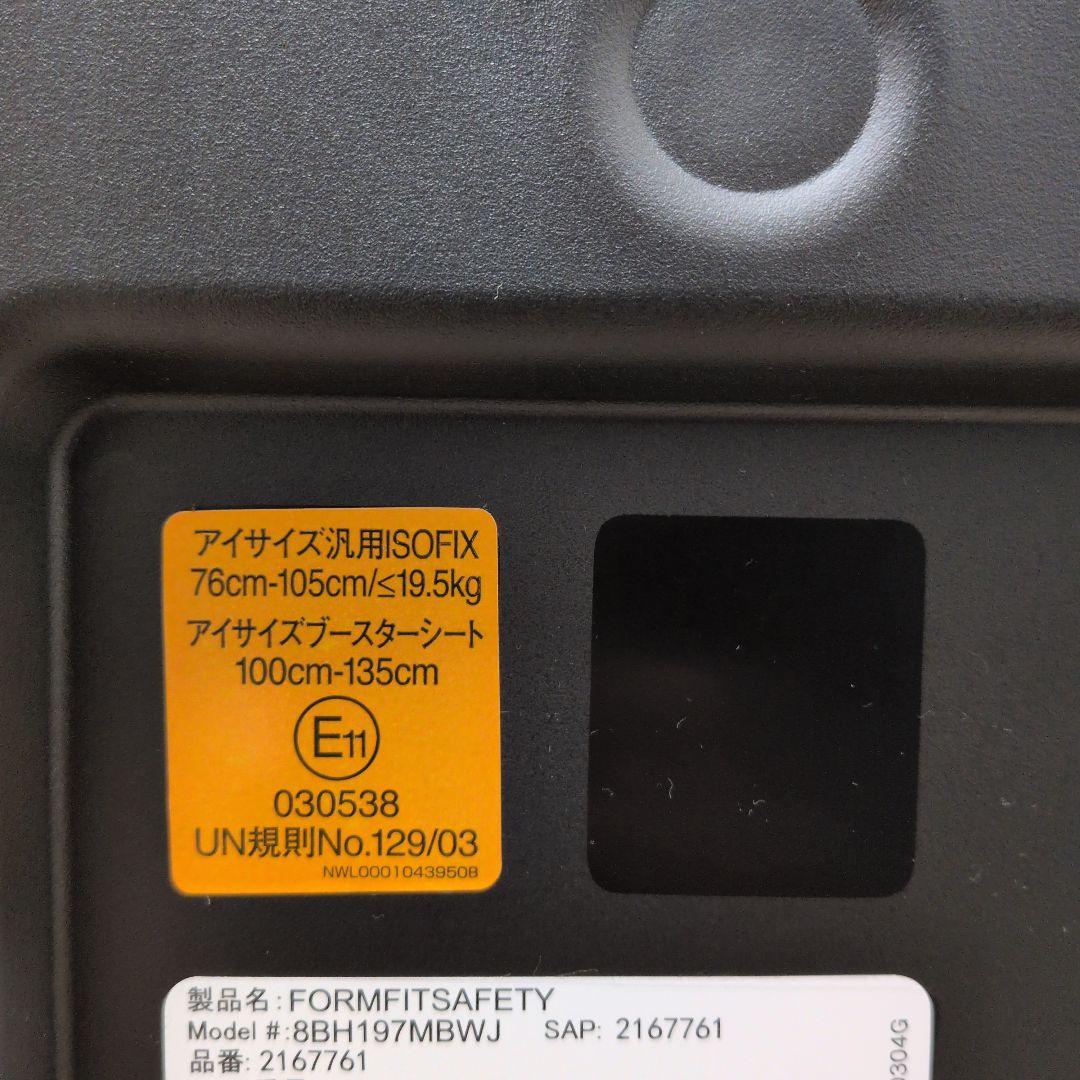 アイサイズ汎用ISOFIX
76cm-105cm/≤19.5kg
アイサイズブースターシート
100cm-135cm
E11
030538
UN規則No.129/03
NWL0001043950B
製品名:FORMFITSAFETY
Model #:8BH197MBWJ SAP: 2167761
品番: 2167761
0304G